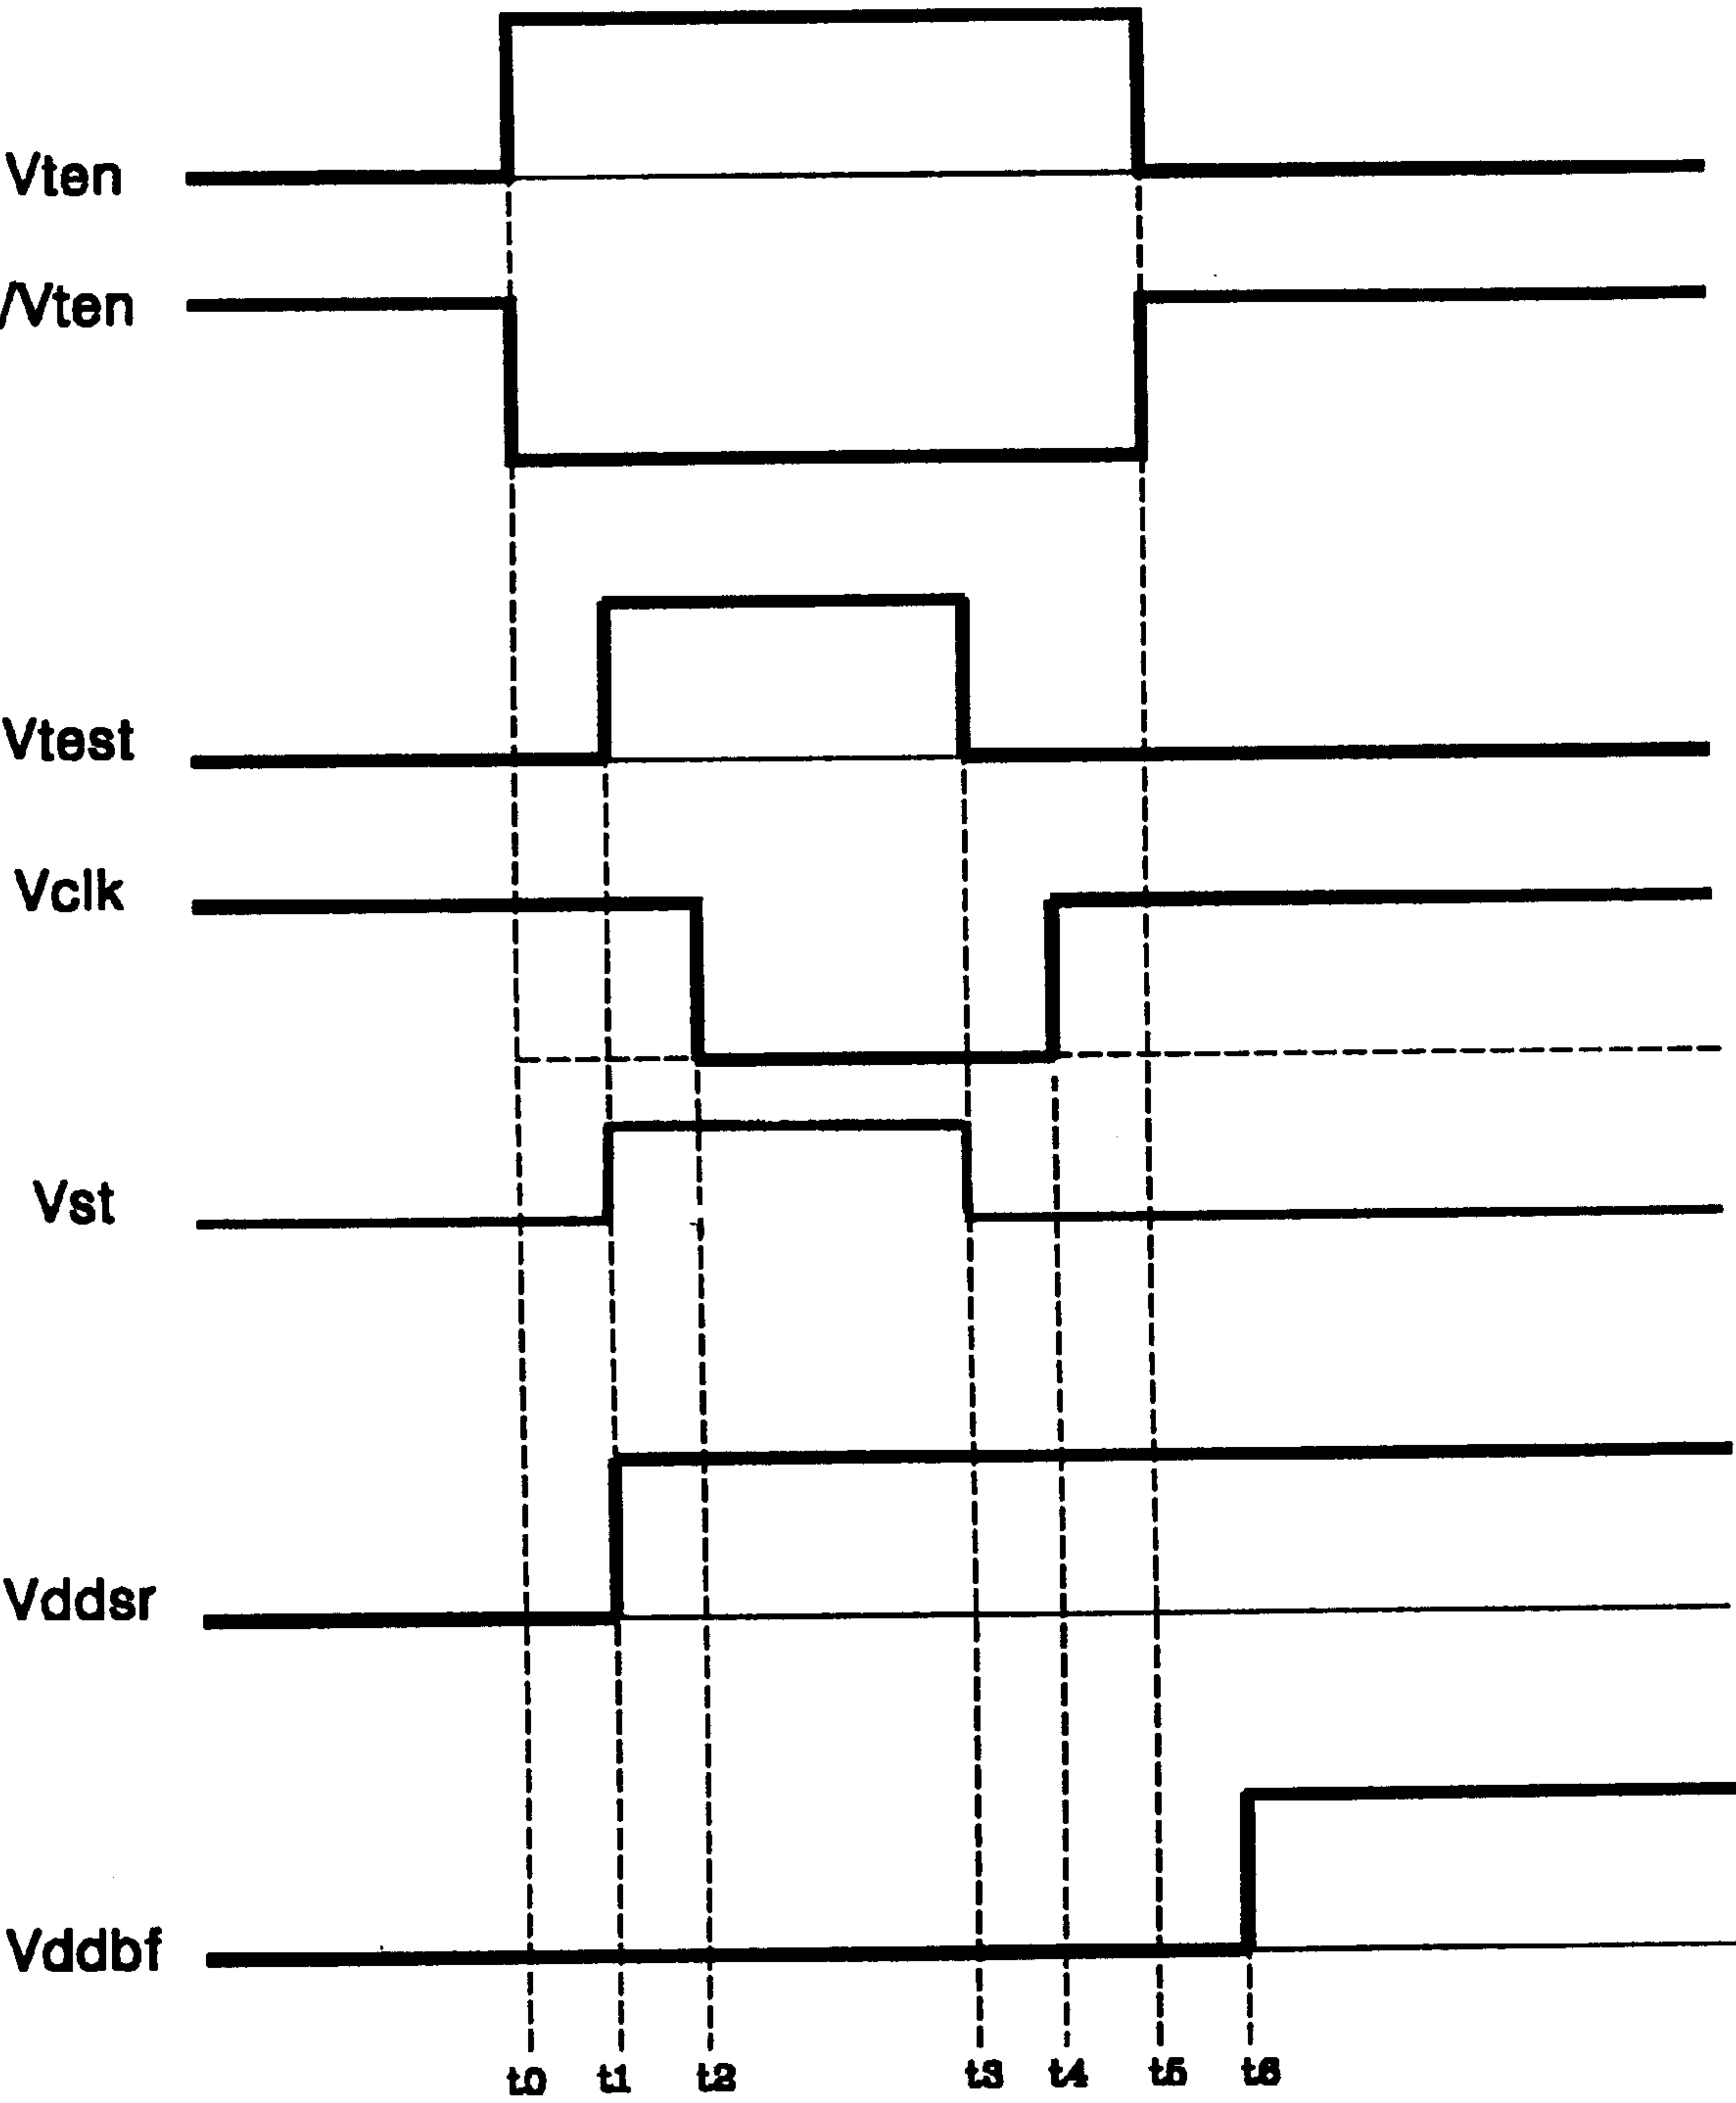 Vten
/Vten
Vtest
Vclk
Vst
Vddsr
Vddbf
t0 t1 t2 t3 t4 t5 t6